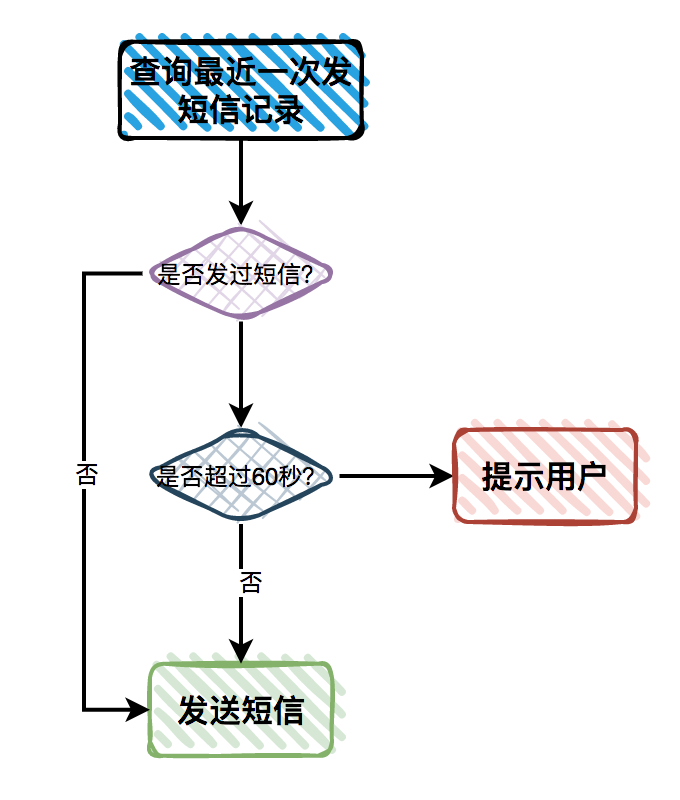 查询最近一次发
短信记录
是否发过短信?
是否超过60秒?
提示用户
否
否
发送短信